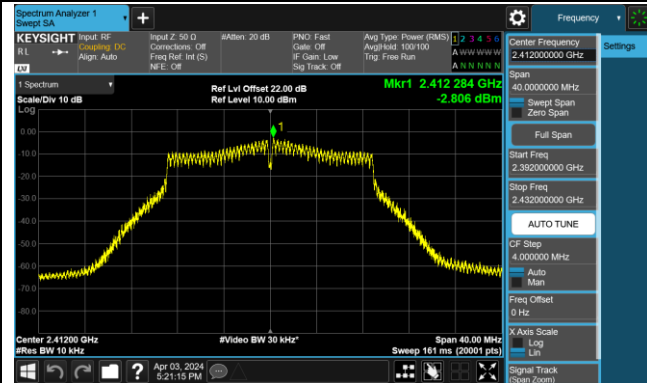 Spectrum Analyzer 1
Swept SA
Frequency
KEYSIGHT
RL
LXI
Input: RF
Coupling: DC
Align: Auto
Input Z: 50 Ω
Corrections: Off
Freq Ref: Int (S)
NFE: Off
#Atten: 20 dB
PNO: Fast
Gate: Off
IF Gain: Low
Sig Track: Off
Avg Type: Power (RMS)
Avg|Hold: 100/100
Trig: Free Run
1 2 3 4 5 6
A W W W W W
A N N N N N
1 Spectrum
Scale/Div 10 dB
Ref Lvl Offset 22.00 dB
Ref Level 10.00 dBm
Mkr1 2.412 284 GHz
-2.806 dBm
Log
1
0.00
-10.0
-20.0
-30.0
-40.0
-50.0
-60.0
-70.0
-80.0
Center 2.41200 GHz
#Res BW 10 kHz
#Video BW 30 kHz*
Span 40.00 MHz
Sweep 161 ms (20001 pts)
Apr 03, 2024
5:21:15 PM
Center Frequency
2.412000000 GHz
Settings
Span
40.0000000 MHz
Swept Span
Zero Span
Full Span
Start Freq
2.392000000 GHz
Stop Freq
2.432000000 GHz
AUTO TUNE
CF Step
4.000000 MHz
Auto
Man
Freq Offset
0 Hz
X Axis Scale
Log
Lin
Signal Track
(Span Zoom)